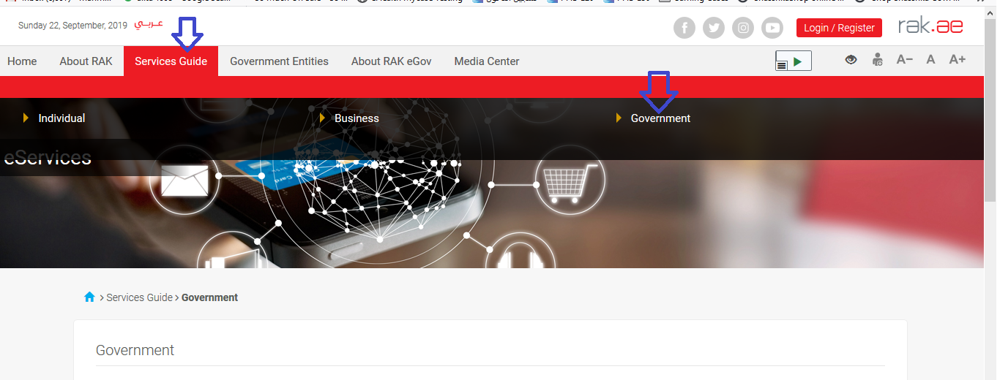 Sunday 22, September, 2019 عربي
Login / Register
rak.ae
Home About RAK Services Guide Government Entities About RAK eGov Media Center
A− A A+
Individual Business Government
eServices
Card
> Services Guide > Government
Government